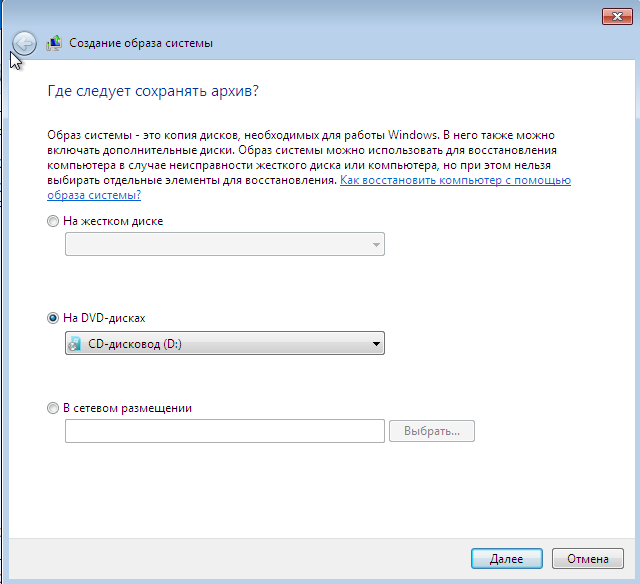 Создание образа системы
Где следует сохранять архив?
Образ системы - это копия дисков, необходимых для работы Windows. В него также можно
включать дополнительные диски. Образ системы можно использовать для восстановления
компьютера в случае неисправности жесткого диска или компьютера, но при этом нельзя
выбирать отдельные элементы для восстановления. Как восстановить компьютер с помощью
образа системы?
На жестком диске
На DVD-дисках
CD-дисковод (D:)
В сетевом размещении
Выбрать...
Далее
Отмена